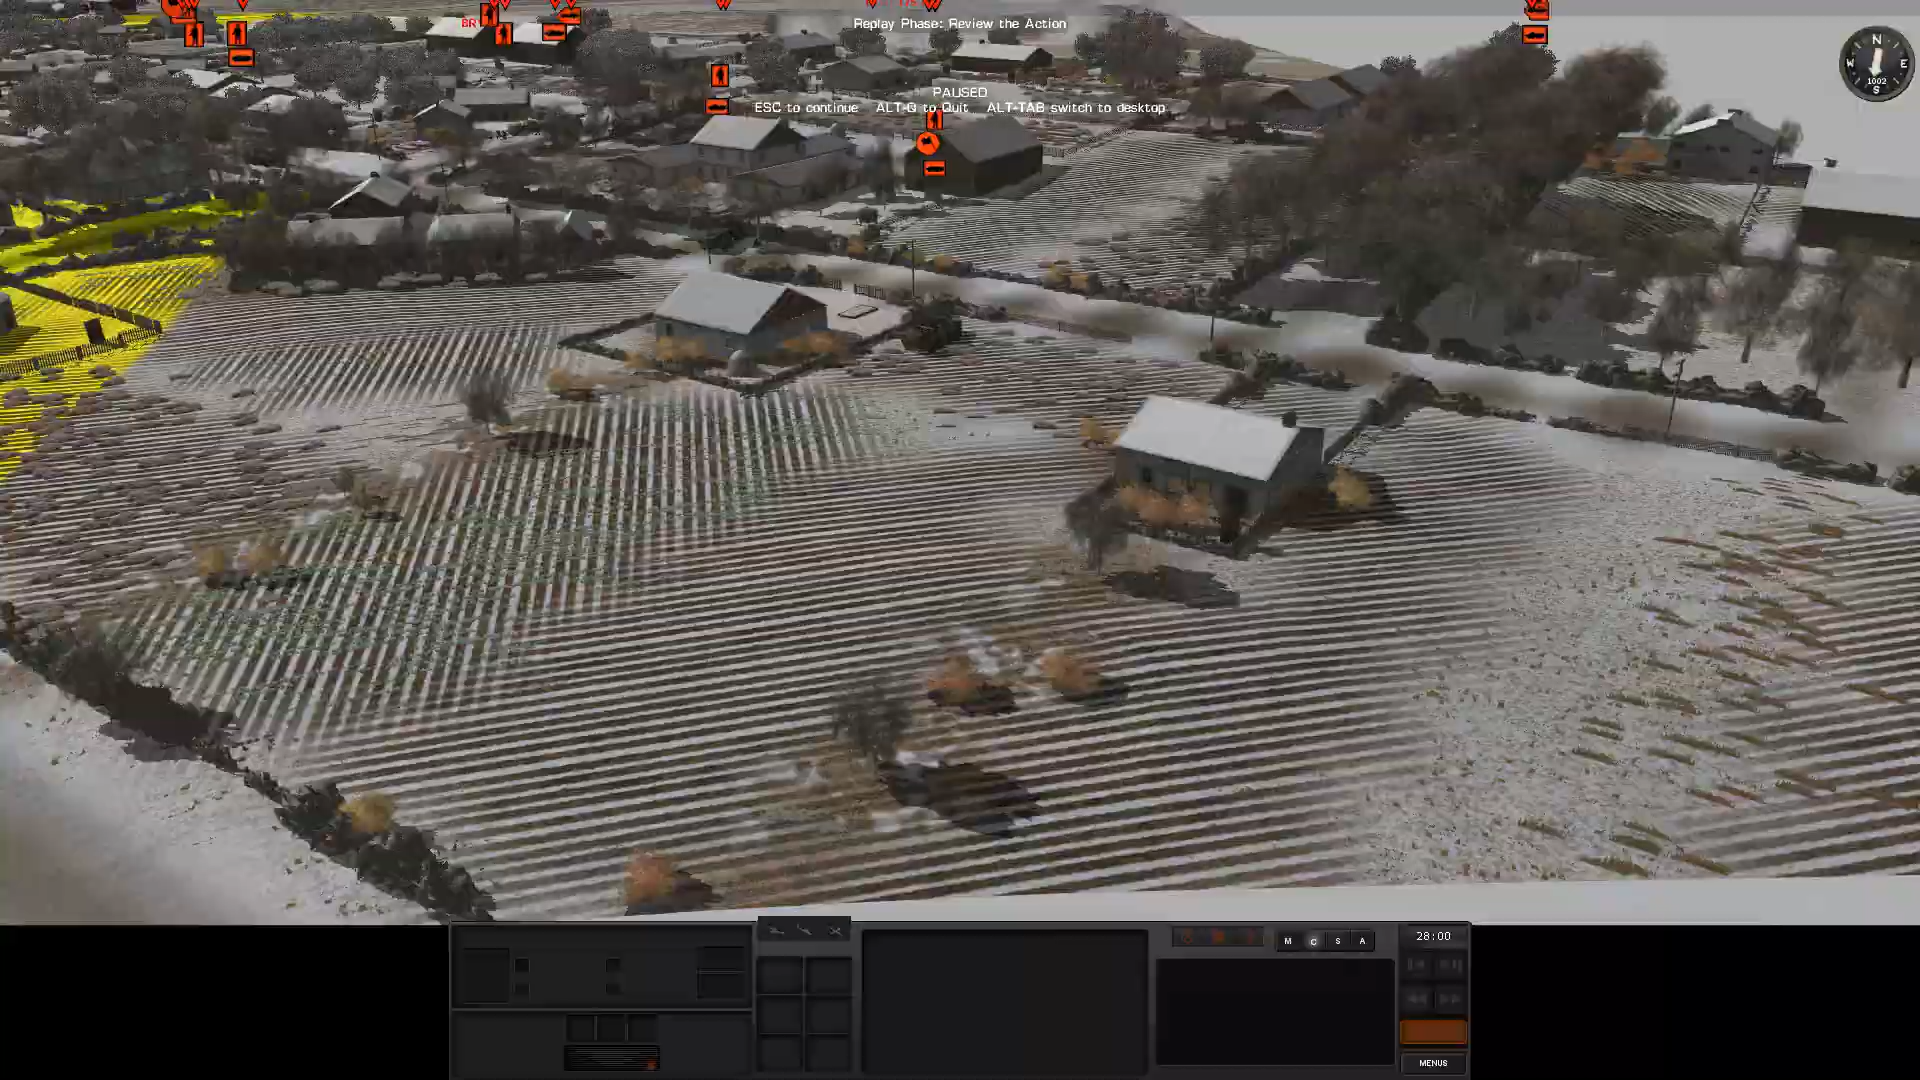 BRY
Replay Phase: Review the Action
PAUSED
ESC to continue ALT-G to Quit ALT-TAB switch to desktop
N
W E
1002
S
M C S A
28:00
MENUS